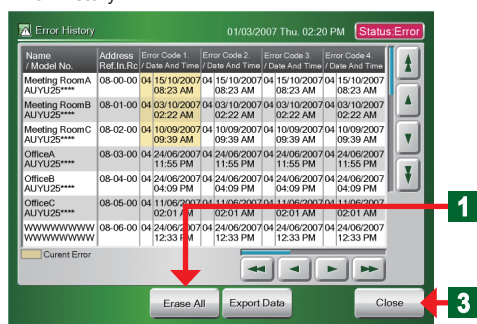 Error History
01/03/2007 Thu. 02:20 PM
Status:Error
Name / Model No. Address Ref.In.Rc Error Code 1. / Date And Time Error Code 2. / Date And Time Error Code 3. / Date And Time Error Code 4. / Date And Time
Meeting RoomA 08-00-00 04 15/10/2007 04 15/10/2007 04 15/10/2007 04 15/10/2007
AUYU25**** 08:23 AM 08:23 AM 08:23 AM 08:23 AM
Meeting RoomB 08-01-00 04 03/10/2007 04 03/10/2007 04 03/10/2007 04 03/10/2007
AUYU25**** 02:22 AM 02:22 AM 02:22 AM 02:22 AM
Meeting RoomC 08-02-00 04 10/09/2007 04 10/09/2007 04 10/09/2007 04 10/09/2007
AUYU25**** 09:39 AM 09:39 AM 09:39 AM 09:39 AM
OfficeA 08-03-00 04 24/06/2007 04 24/06/2007 04 24/06/2007 04 24/06/2007
AUYU25**** 11:55 PM 11:55 PM 11:55 PM 11:55 PM
OfficeB 08-04-00 04 24/06/2007 04 24/06/2007 04 24/06/2007 04 24/06/2007
AUYU25**** 04:09 PM 04:09 PM 04:09 PM 04:09 PM
OfficeC 08-05-00 04 11/06/2007 04 11/06/2007 04 11/06/2007 04 11/06/2007
AUYU25**** 02:01 AM 02:01 AM 02:01 AM 02:01 AM
WWWWWWWWW 08-06-00 04 24/06/2007 04 24/06/2007 04 24/06/2007 04 24/06/2007
WWWWWWWWW 12:33 PM 12:33 PM 12:33 PM 12:33 PM
Curent Error
Erase All
Export Data
Close
1
3